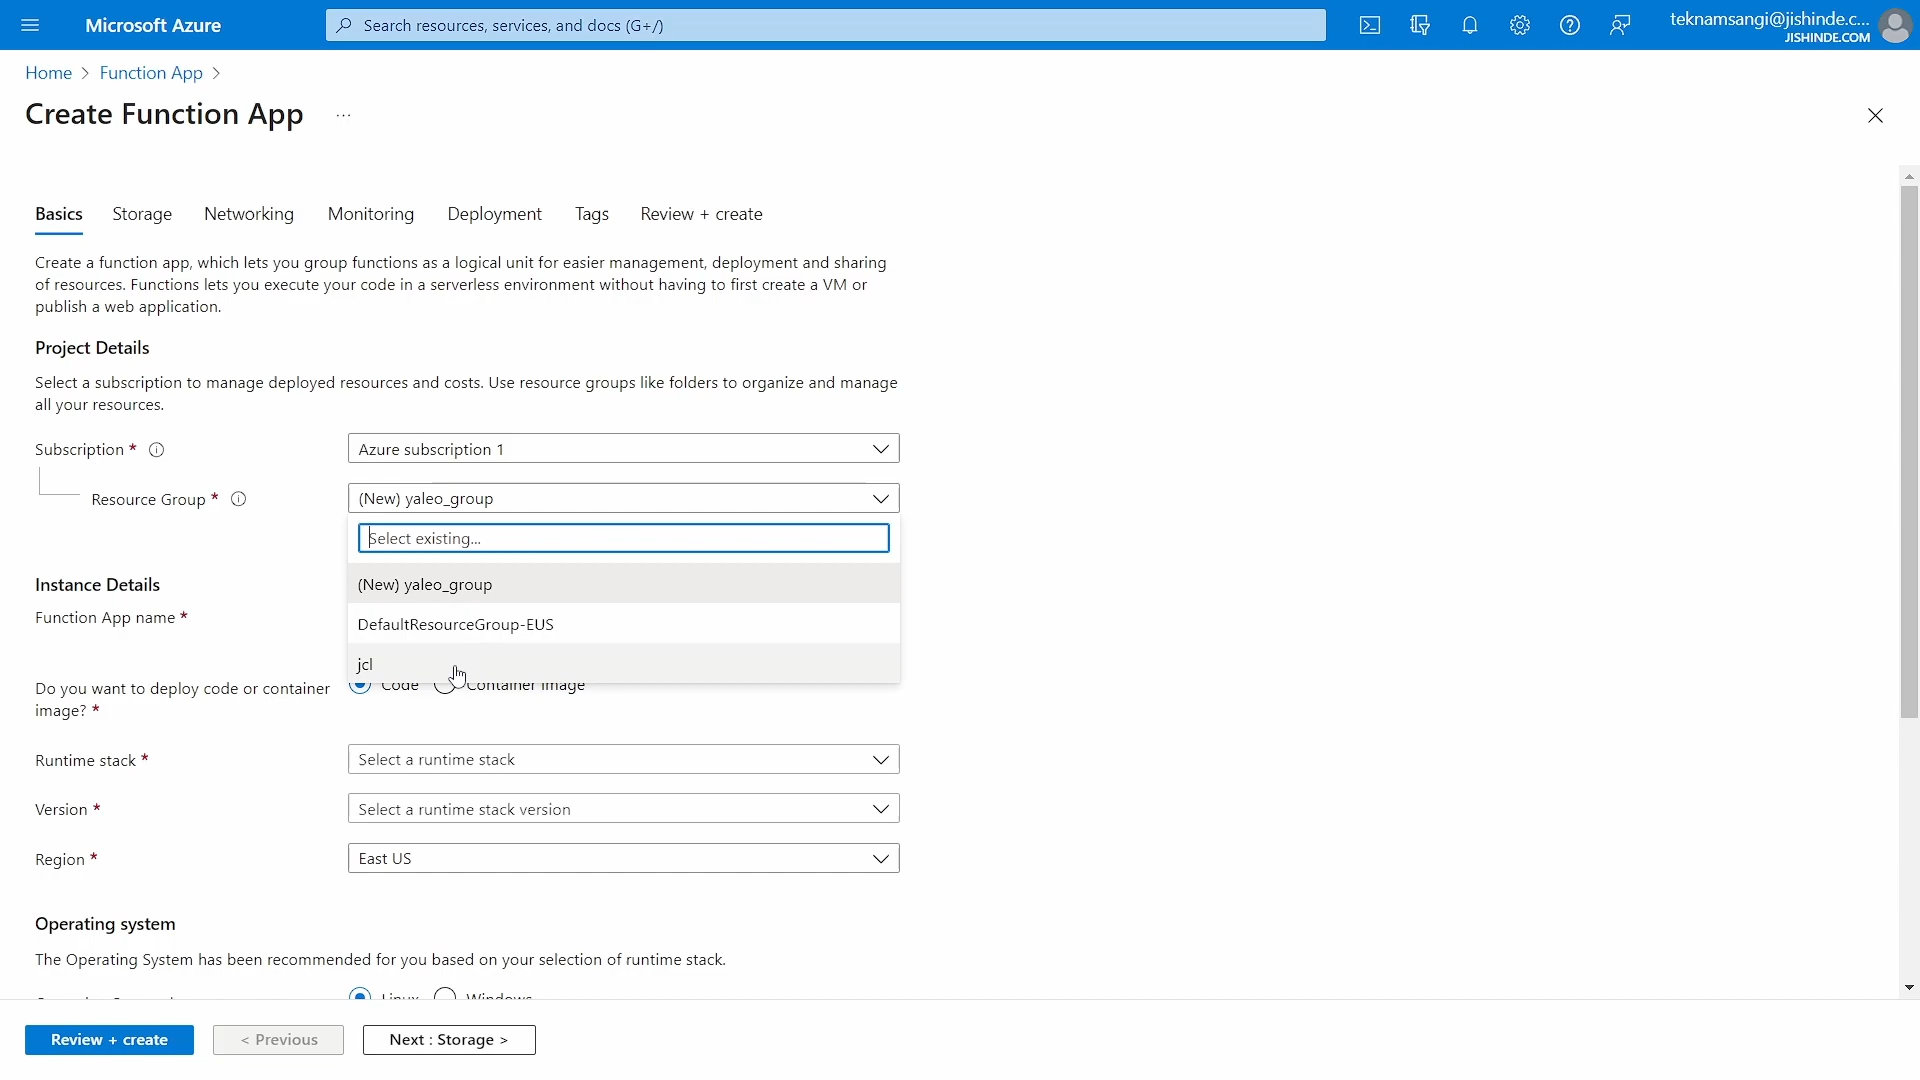 Microsoft Azure
Search resources, services, and docs (G+/)
teknamsangi@jishinde.c...
JISHINDE.COM
Home > Function App >
Create Function App ...
Basics Storage Networking Monitoring Deployment Tags Review + create
Create a function app, which lets you group functions as a logical unit for easier management, deployment and sharing
of resources. Functions lets you execute your code in a serverless environment without having to first create a VM or
publish a web application.
Project Details
Select a subscription to manage deployed resources and costs. Use resource groups like folders to organize and manage
all your resources.
Subscription * Azure subscription 1
Resource Group * (New) yaleo_group
Select existing...
(New) yaleo_group
DefaultResourceGroup-EUS
jcl
Instance Details
Function App name *
Do you want to deploy code or container
image? *
Code Container Image
Runtime stack * Select a runtime stack
Version * Select a runtime stack version
Region * East US
Operating system
The Operating System has been recommended for you based on your selection of runtime stack.
Linux Windows
Review + create < Previous Next : Storage >